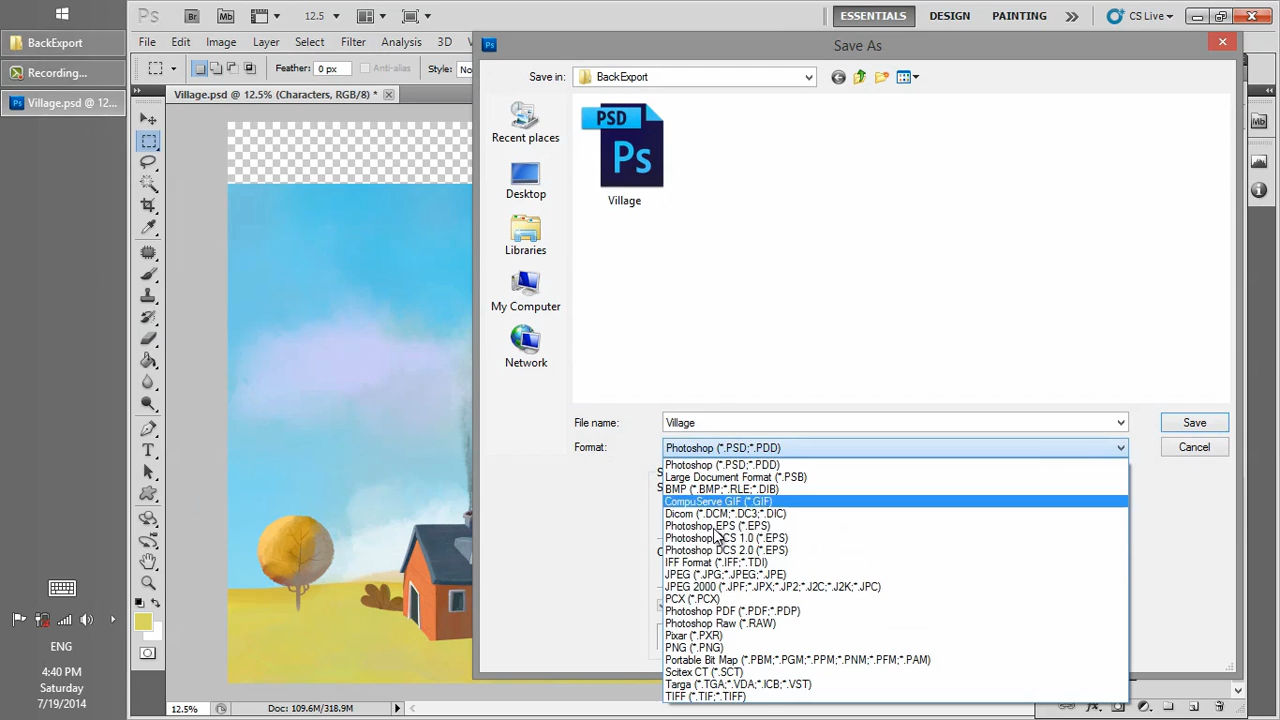 Br
Mb
12.5
ESSENTIALS
DESIGN
PAINTING
CS Live
BackExport
Recording...
Village.psd @ 12...
File
Edit
Image
Layer
Select
Filter
Analysis
3D
Feather:
0 px
Anti-alias
Style:
Village.psd @ 12.5% (Characters, RGB/8) *
Save As
Save in:
BackExport
Recent places
Desktop
Libraries
My Computer
Network
PSD
Ps
Village
File name:
Village
Save
Format:
Photoshop (*.PSD;*.PDD)
Cancel
Photoshop (*.PSD;*.PDD)
Large Document Format (*.PSB)
BMP (*.BMP;*.RLE;*.DIB)
CompuServe GIF (*.GIF)
Dicom (*.DCM;*.DC3;*.DIC)
Photoshop EPS (*.EPS)
Photoshop DCS 1.0 (*.EPS)
Photoshop DCS 2.0 (*.EPS)
IFF Format (*.IFF;*.TDI)
JPEG (*.JPG;*.JPEG;*.JPE)
JPEG 2000 (*.JPF;*.JPX;*.JP2;*.J2C;*.J2K;*.JPC)
PCX (*.PCX)
Photoshop PDF (*.PDF;*.PDP)
Photoshop Raw (*.RAW)
Pixar (*.PXR)
PNG (*.PNG)
Portable Bit Map (*.PBM;*.PGM;*.PPM;*.PNM;*.PFM;*.PAM)
Scitex CT (*.SCT)
Targa (*.TGA;*.VDA;*.ICB;*.VST)
TIFF (*.TIF;*.TIFF)
ENG
4:40 PM
Saturday
7/19/2014
12.5%
Doc: 109.6M/318.9M